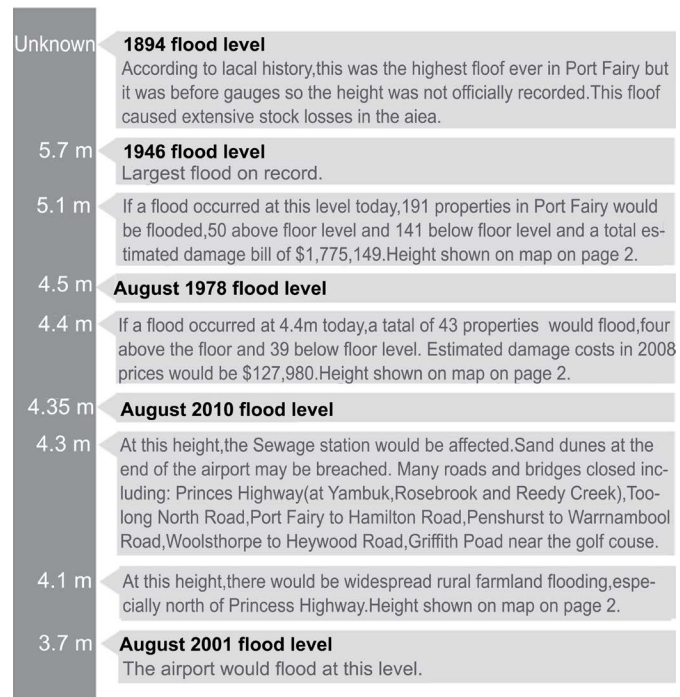 Unknown
1894 flood level
According to lacal history,this was the highest floof ever in Port Fairy but
it was before gauges so the height was not officially recorded.This floof
caused extensive stock losses in the aiea.
5.7 m
1946 flood level
Largest flood on record.
5.1 m
If a flood occurred at this level today,191 properties in Port Fairy would
be flooded,50 above floor level and 141 below floor level and a total es-
timated damage bill of $1,775,149.Height shown on map on page 2.
4.5 m
August 1978 flood level
4.4 m
If a flood occurred at 4.4m today,a tatal of 43 properties would flood,four
above the floor and 39 below floor level. Estimated damage costs in 2008
prices would be $127,980.Height shown on map on page 2.
4.35 m
August 2010 flood level
4.3 m
At this height,the Sewage station would be affected.Sand dunes at the
end of the airport may be breached. Many roads and bridges closed inc-
luding: Princes Highway(at Yambuk,Rosebrook and Reedy Creek),Too-
long North Road,Port Fairy to Hamilton Road,Penshurst to Warrnambool
Road,Woolsthorpe to Heywood Road,Griffith Poad near the golf couse.
4.1 m
At this height,there would be widespread rural farmland flooding,espe-
cially north of Princess Highway.Height shown on map on page 2.
3.7 m
August 2001 flood level
The airport would flood at this level.